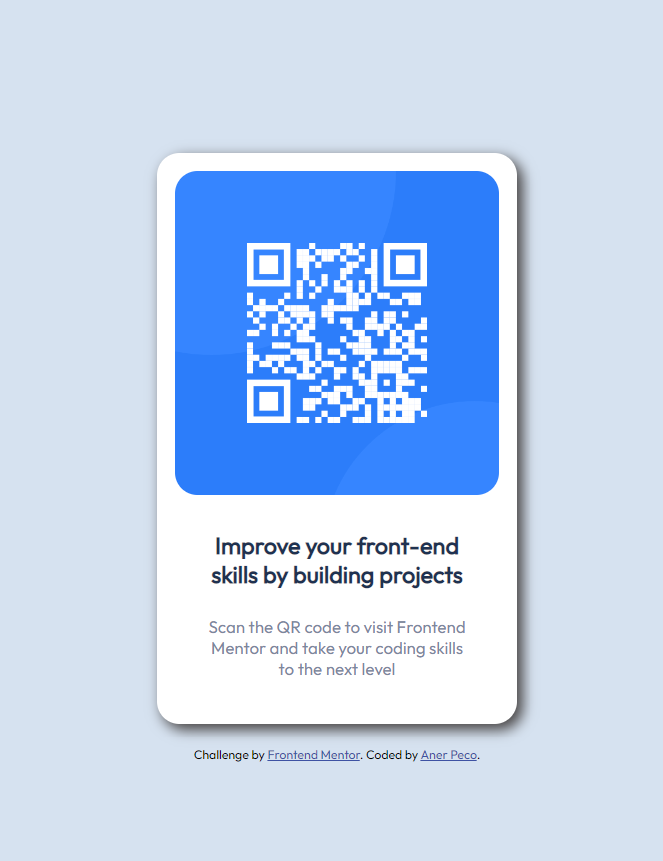 Improve your front-end
skills by building projects
Scan the QR code to visit Frontend
Mentor and take your coding skills
to the next level
Challenge by Frontend Mentor. Coded by Aner Peco.